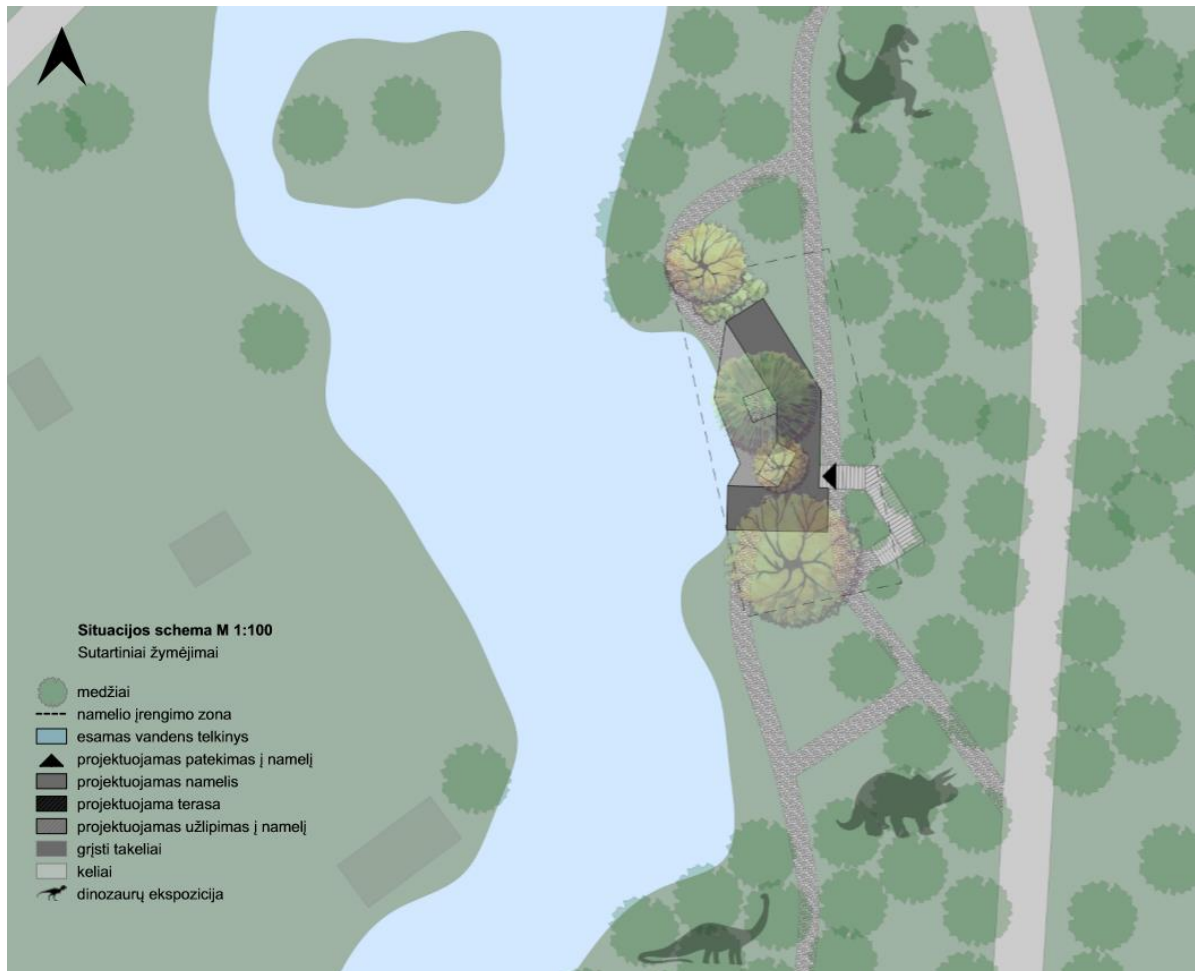 Situacijos schema M 1:100
Sutartiniai žymėjimai
medžiai
namelio įrengimo zona
esamas vandens telkinys
projektuojamas patekimas į namelį
projektuojamas namelis
projektuojama terasa
projektuojamas užlipimas į namelį
grįsti takeliai
keliai
dinozaurų ekspozicija